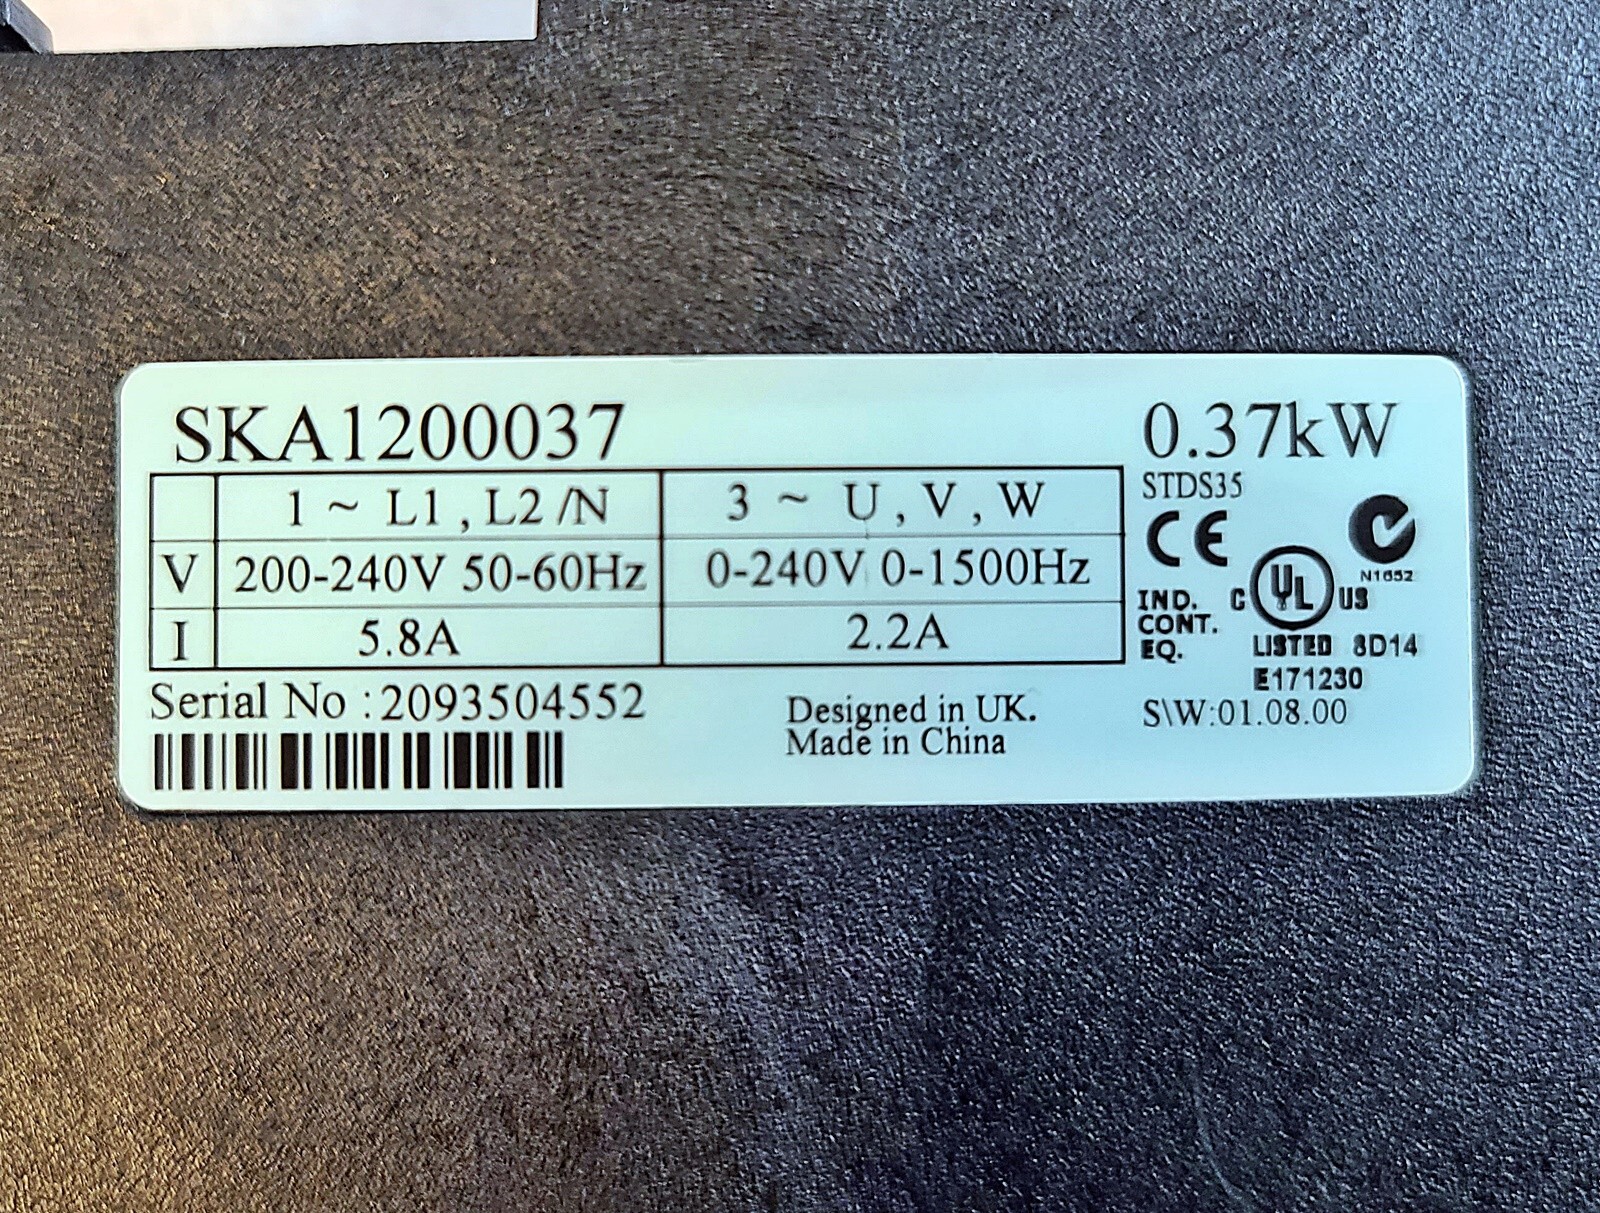 SKA1200037 0.37kW
STDS35
1 ~ L1 , L2 /N 3 ~ U , V , W
V 200-240V 50-60Hz 0-240V 0-1500Hz
I 5.8A 2.2A
CE
N1652
IND.
CONT.
EQ.
C UL US
LISTED 8D14
E171230
Serial No :2093504552
Designed in UK.
Made in China
S\W:01.08.00